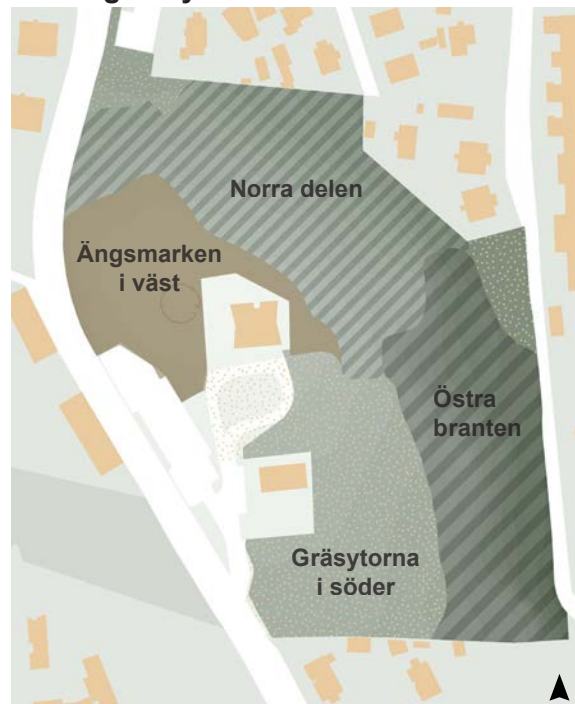 Norra delen
Ängsmarken
i väst
Östra
branten
Gräsytorna
i söder